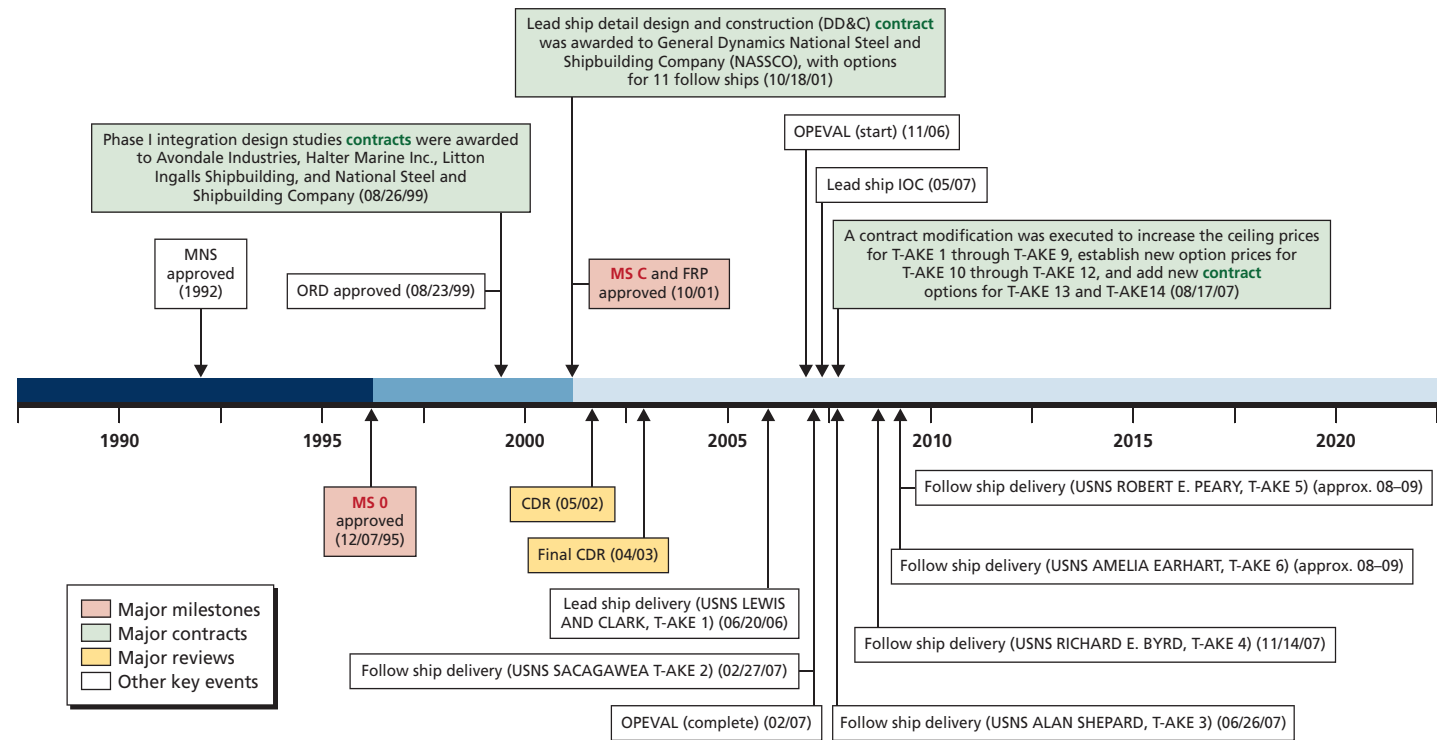 Lead ship detail design and construction (DD&C) contract
was awarded to General Dynamics National Steel and
Shipbuilding Company (NASSCO), with options
for 11 follow ships (10/18/01)
Phase I integration design studies contracts were awarded
to Avondale Industries, Halter Marine Inc., Litton
Ingalls Shipbuilding, and National Steel and
Shipbuilding Company (08/26/99)
OPEVAL (start) (11/06)
Lead ship IOC (05/07)
MNS
approved
(1992)
ORD approved (08/23/99)
MS C and FRP
approved (10/01)
A contract modification was executed to increase the ceiling prices
for T-AKE 1 through T-AKE 9, establish new option prices for
T-AKE 10 through T-AKE 12, and add new contract
options for T-AKE 13 and T-AKE14 (08/17/07)
1990
1995
2000
2005
2010
2015
2020
MS 0
approved
(12/07/95)
CDR (05/02)
Final CDR (04/03)
Follow ship delivery (USNS ROBERT E. PEARY, T-AKE 5) (approx. 08–09)
Follow ship delivery (USNS AMELIA EARHART, T-AKE 6) (approx. 08–09)
Lead ship delivery (USNS LEWIS
AND CLARK, T-AKE 1) (06/20/06)
Follow ship delivery (USNS RICHARD E. BYRD, T-AKE 4) (11/14/07)
Follow ship delivery (USNS SACAGAWEA T-AKE 2) (02/27/07)
OPEVAL (complete) (02/07)
Follow ship delivery (USNS ALAN SHEPARD, T-AKE 3) (06/26/07)
Major milestones
Major contracts
Major reviews
Other key events